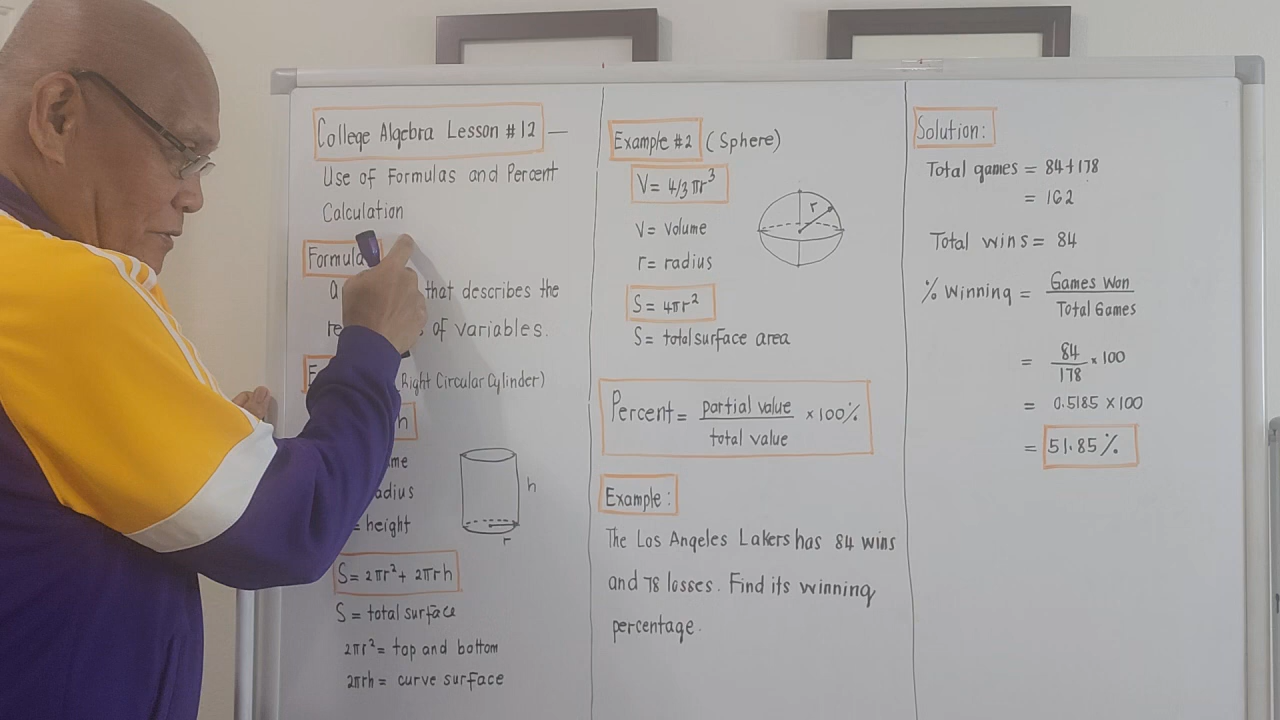 College Algebra Lesson #12 —
Use of Formulas and Percent
Calculation
Formula
A that describes the
of variables.
(Right Circular Cylinder)
h
= height
h
r
S = 2πr² + 2πrh
S = total surface
2πr² = top and bottom
2πrh = curve surface
Example #2 (Sphere)
V = 4/3 πr³
r
V = Volume
r = radius
S = 4πr²
S = total surface area
Percent = partial value / total value × 100%
Example:
The Los Angeles Lakers has 84 wins
and 78 losses. Find its winning
percentage.
Solution:
Total games = 84+178
= 162
Total wins = 84
% Winning = Games Won / Total Games
= 84 / 178 × 100
= 0.5185 × 100
= 51.85%